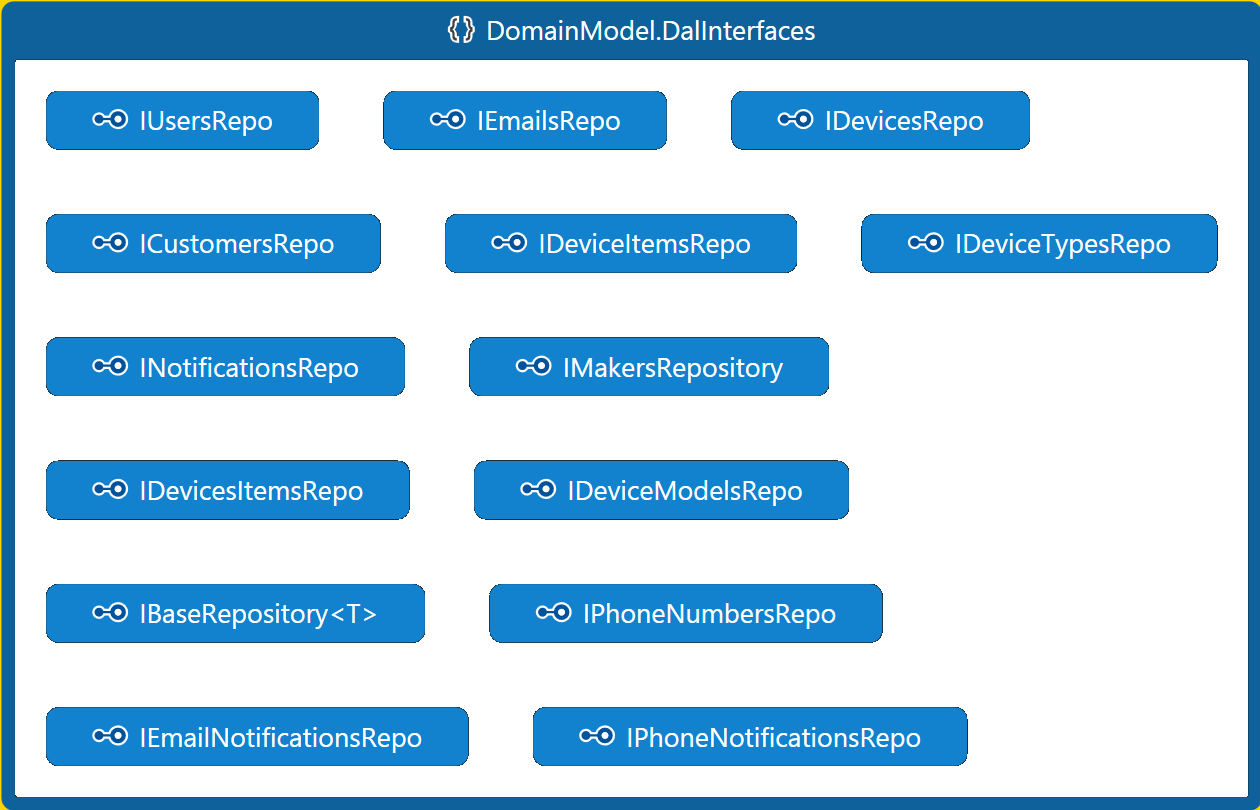 DomainModel.DalInterfaces
IUsersRepo IEmailsRepo IDevicesRepo
ICustomersRepo IDeviceItemsRepo IDeviceTypesRepo
INotificationsRepo IMakersRepository
IDevicesItemsRepo IDeviceModelsRepo
IBaseRepository<T> IPhoneNumbersRepo
IEmailNotificationsRepo IPhoneNotificationsRepo